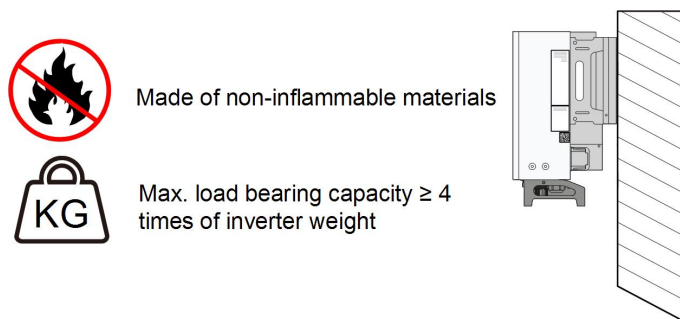 Made of non-inflammable materials
KG
Max. load bearing capacity ≥ 4
times of inverter weight